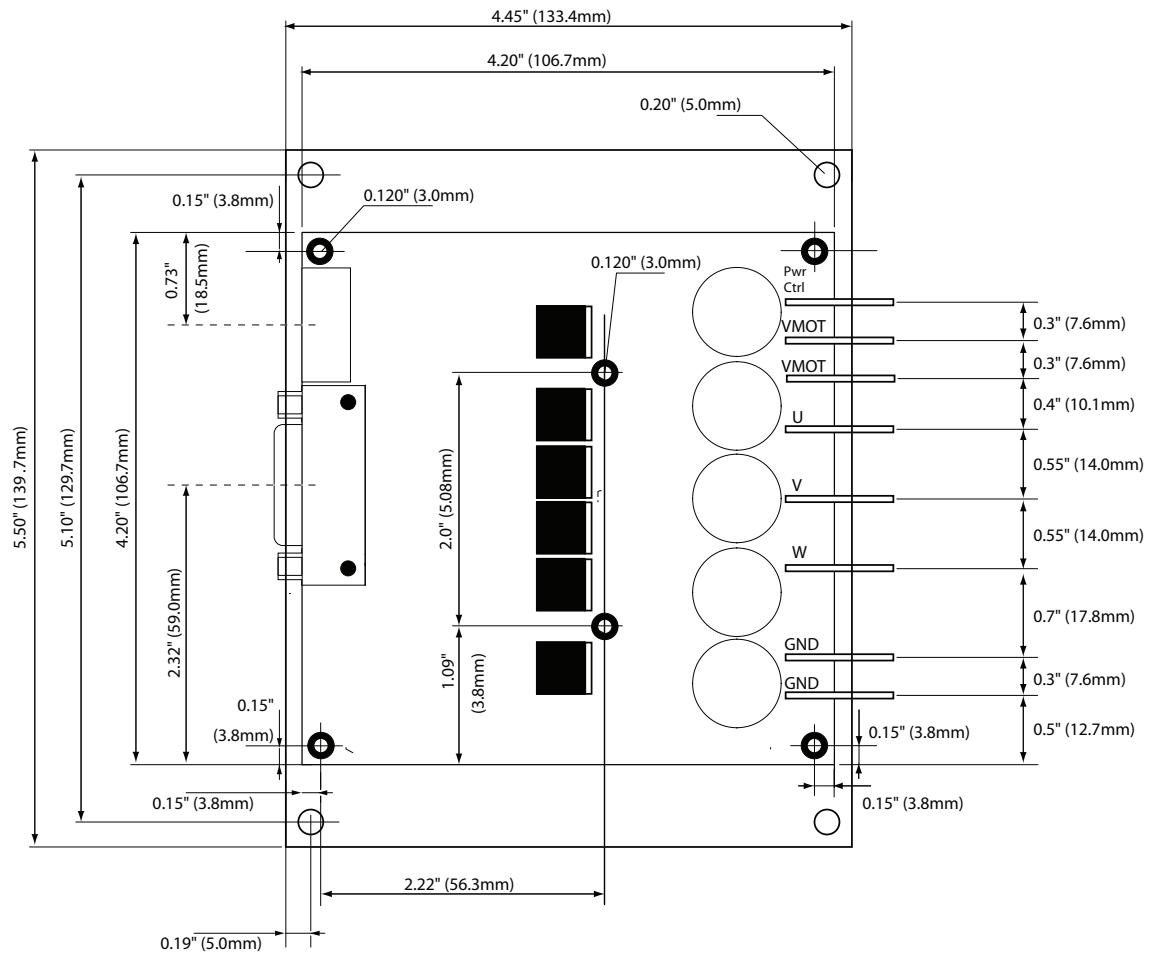 4.45" (133.4mm)
4.20" (106.7mm)
0.20" (5.0mm)
0.15" (3.8mm)
0.120" (3.0mm)
0.73"
(18.5mm)
0.120" (3.0mm)
Pwr
Ctrl
VMOT
VMOT
U
V
W
GND
GND
0.3" (7.6mm)
0.3" (7.6mm)
0.4" (10.1mm)
0.55" (14.0mm)
0.55" (14.0mm)
0.7" (17.8mm)
0.3" (7.6mm)
0.5" (12.7mm)
5.50" (139.7mm)
5.10" (129.7mm)
4.20" (106.7mm)
2.32" (59.0mm)
2.0" (5.08mm)
1.09"
(3.8mm)
0.15"
(3.8mm)
0.15" (3.8mm)
0.15" (3.8mm)
0.15" (3.8mm)
2.22" (56.3mm)
0.19" (5.0mm)